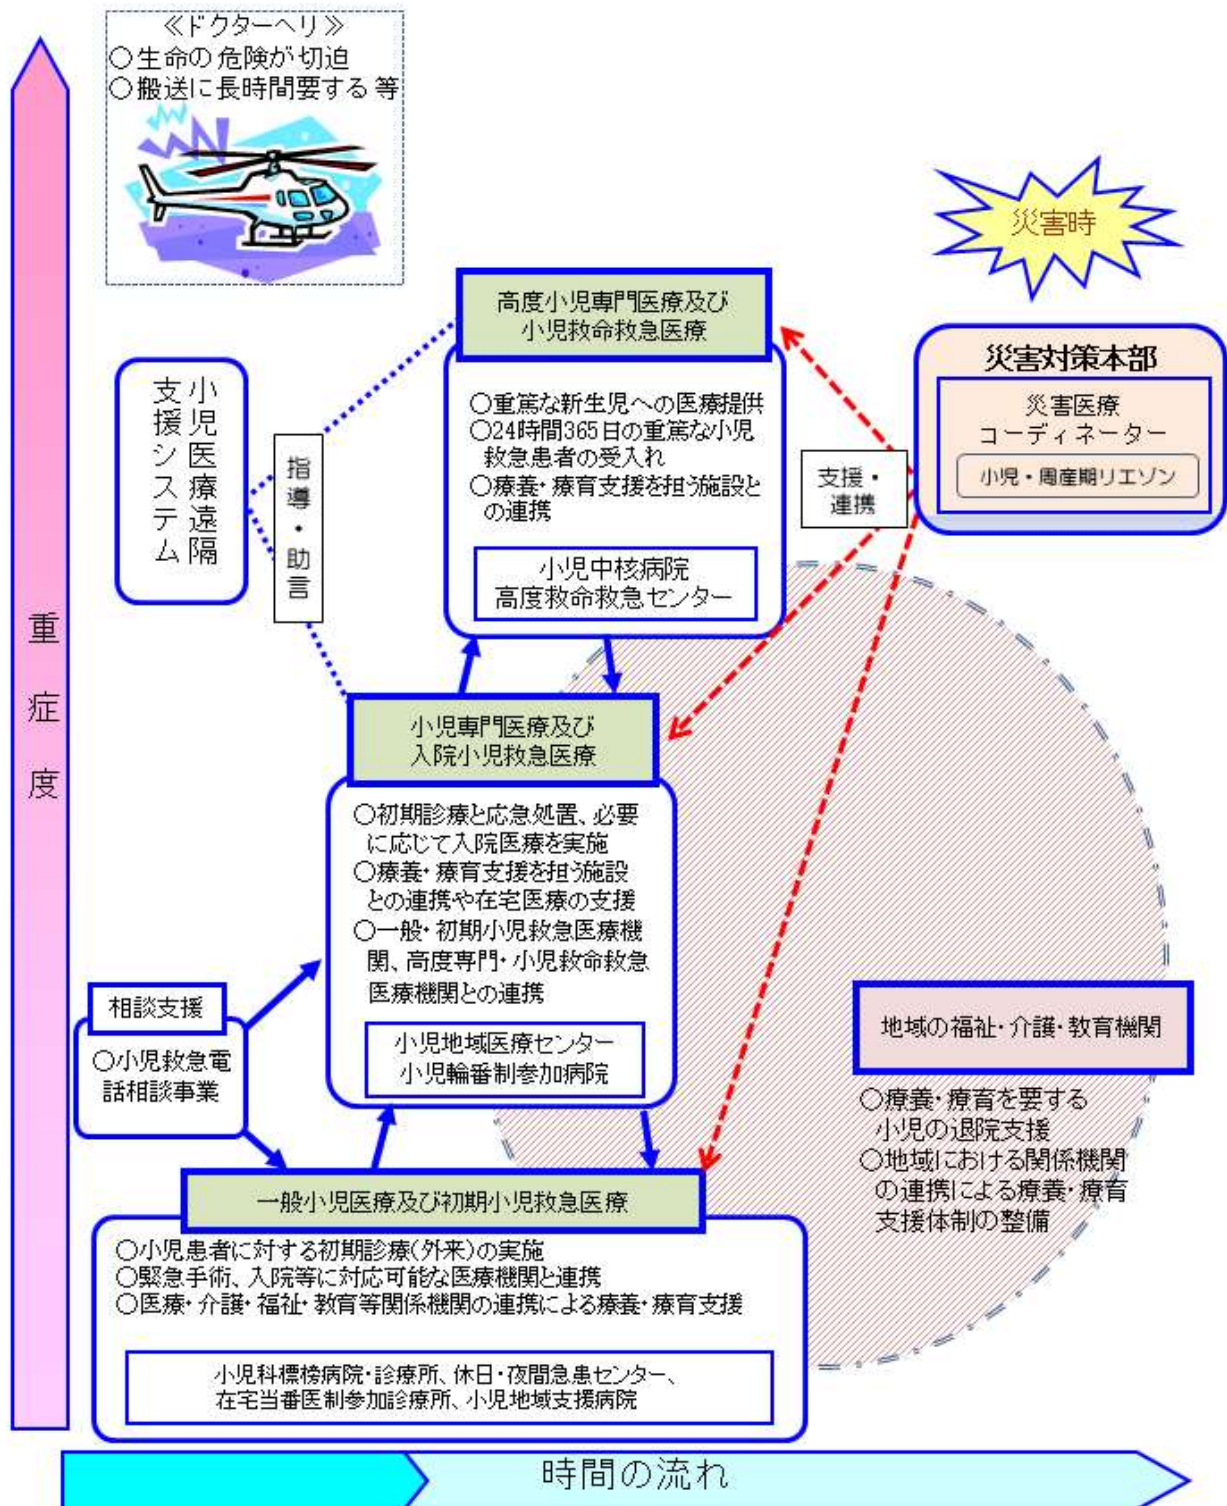 ≪ドクターヘリ≫
○生命の危険が切迫
○搬送に長時間要する等
災害時
高度小児専門医療及び
小児救命救急医療
○重篤な新生児への医療提供
○24時間365日の重篤な小児
救急患者の受入れ
○療養・療育支援を担う施設と
の連携
小児中核病院
高度救命救急センター
災害対策本部
災害医療
コーディネーター
小児・周産期リエゾン
支援・
連携
小児医療遠隔
支援システム
指導・助言
重症度
小児専門医療及び
入院小児救急医療
○初期診療と応急処置、必要
に応じて入院医療を実施
○療養・療育支援を担う施設
との連携や在宅医療の支援
○一般・初期小児救急医療機
関、高度専門・小児救命救急
医療機関との連携
小児地域医療センター
小児輪番制参加病院
相談支援
○小児救急電
話相談事業
地域の福祉・介護・教育機関
○療養・療育を要する
小児の退院支援
○地域における関係機関
の連携による療養・療育
支援体制の整備
一般小児医療及び初期小児救急医療
○小児患者に対する初期診療(外来)の実施
○緊急手術、入院等に対応可能な医療機関と連携
○医療・介護・福祉・教育等関係機関の連携による療養・療育支援
小児科標榜病院・診療所、休日・夜間急患センター、
在宅当番医制参加診療所、小児地域支援病院
時間の流れ